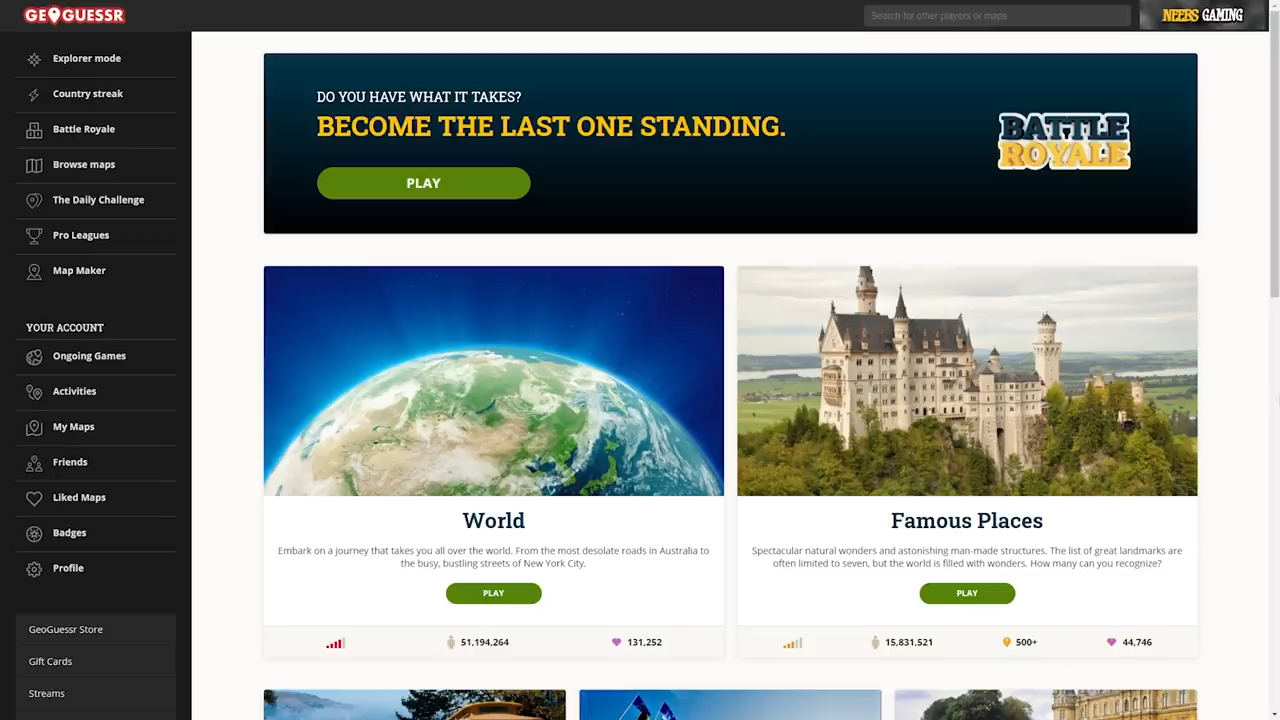 GEOGUESSR
Search for other players or maps
NEEBS GAMING
Explorer mode
Country streak
Battle Royale
Browse maps
The Daily Challenge
Pro Leagues
Map Maker
YOUR ACCOUNT
Ongoing Games
Activities
My Maps
Friends
Liked Maps
Badges
Profile
GeoGuessr Store
Gift Cards
Streams
DO YOU HAVE WHAT IT TAKES?
BECOME THE LAST ONE STANDING.
PLAY
BATTLE
ROYALE
World
Embark on a journey that takes you all over the world. From the most desolate roads in Australia to
the busy, bustling streets of New York City.
PLAY
51,194,264
131,252
Famous Places
Spectacular natural wonders and astonishing man-made structures. The list of great landmarks are
often limited to seven, but the world is filled with wonders. How many can you recognize?
PLAY
15,831,521
500+
44,746